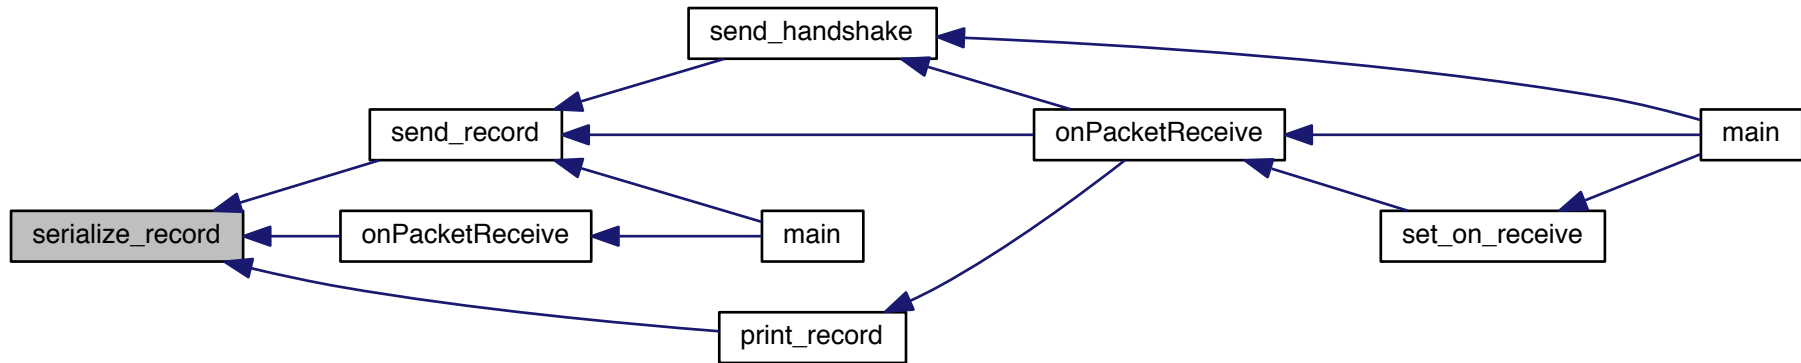 send_handshake
send_record
onPacketReceive
main
serialize_record
onPacketReceive
main
set_on_receive
print_record